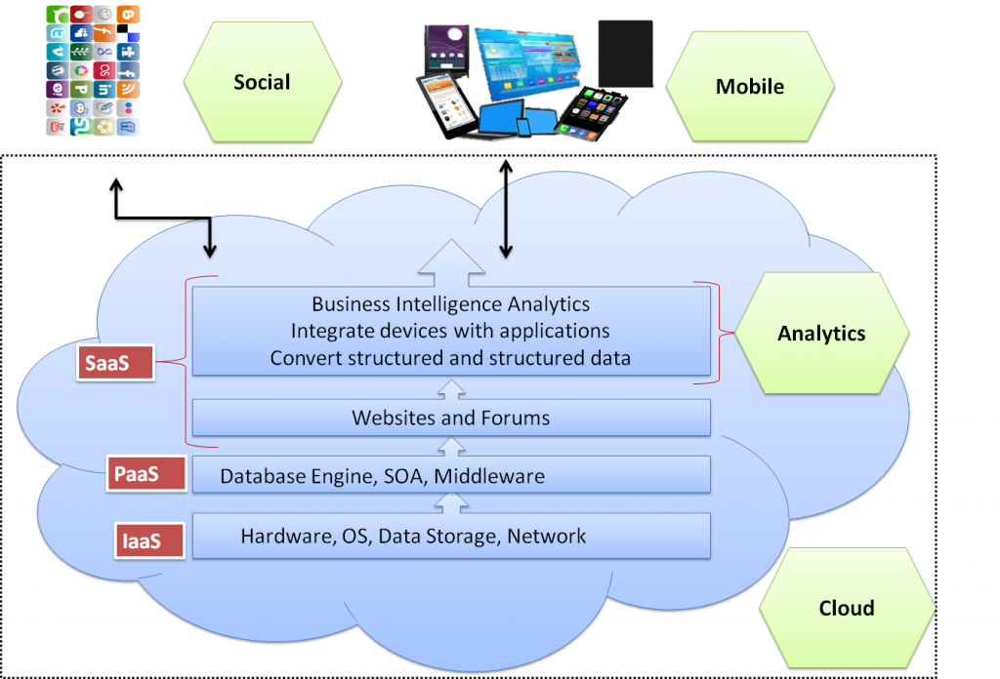 Social
Mobile
Business Intelligence Analytics
Integrate devices with applications
Convert structured and structured data
Analytics
SaaS
Websites and Forums
PaaS
Database Engine, SOA, Middleware
IaaS
Hardware, OS, Data Storage, Network
Cloud